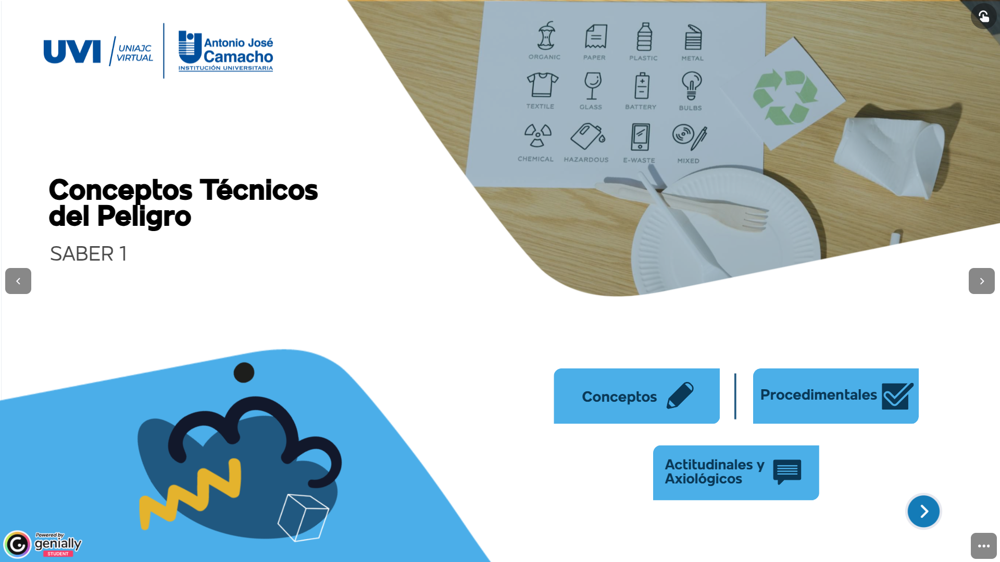 UVI
UNIAJC
VIRTUAL
Antonio José
Camacho
INSTITUCIÓN UNIVERSITARIA
ORGANIC PAPER PLASTIC METAL
TEXTILE GLASS BATTERY BULBS
CHEMICAL HAZARDOUS E-WASTE MIXED
Conceptos Técnicos
del Peligro
SABER 1
Conceptos
Procedimentales
Actitudinales y
Axiológicos
Powered by
genially
STUDENT